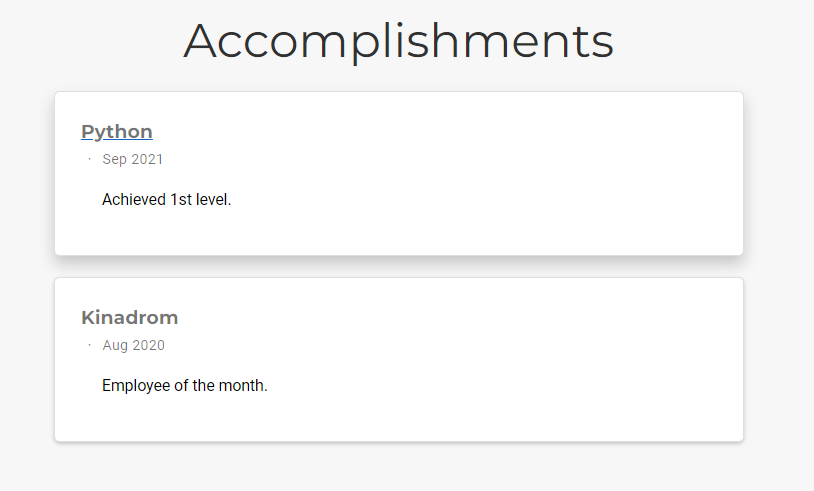 Accomplishments
Python
· Sep 2021
Achieved 1st level.
Kinadrom
· Aug 2020
Employee of the month.